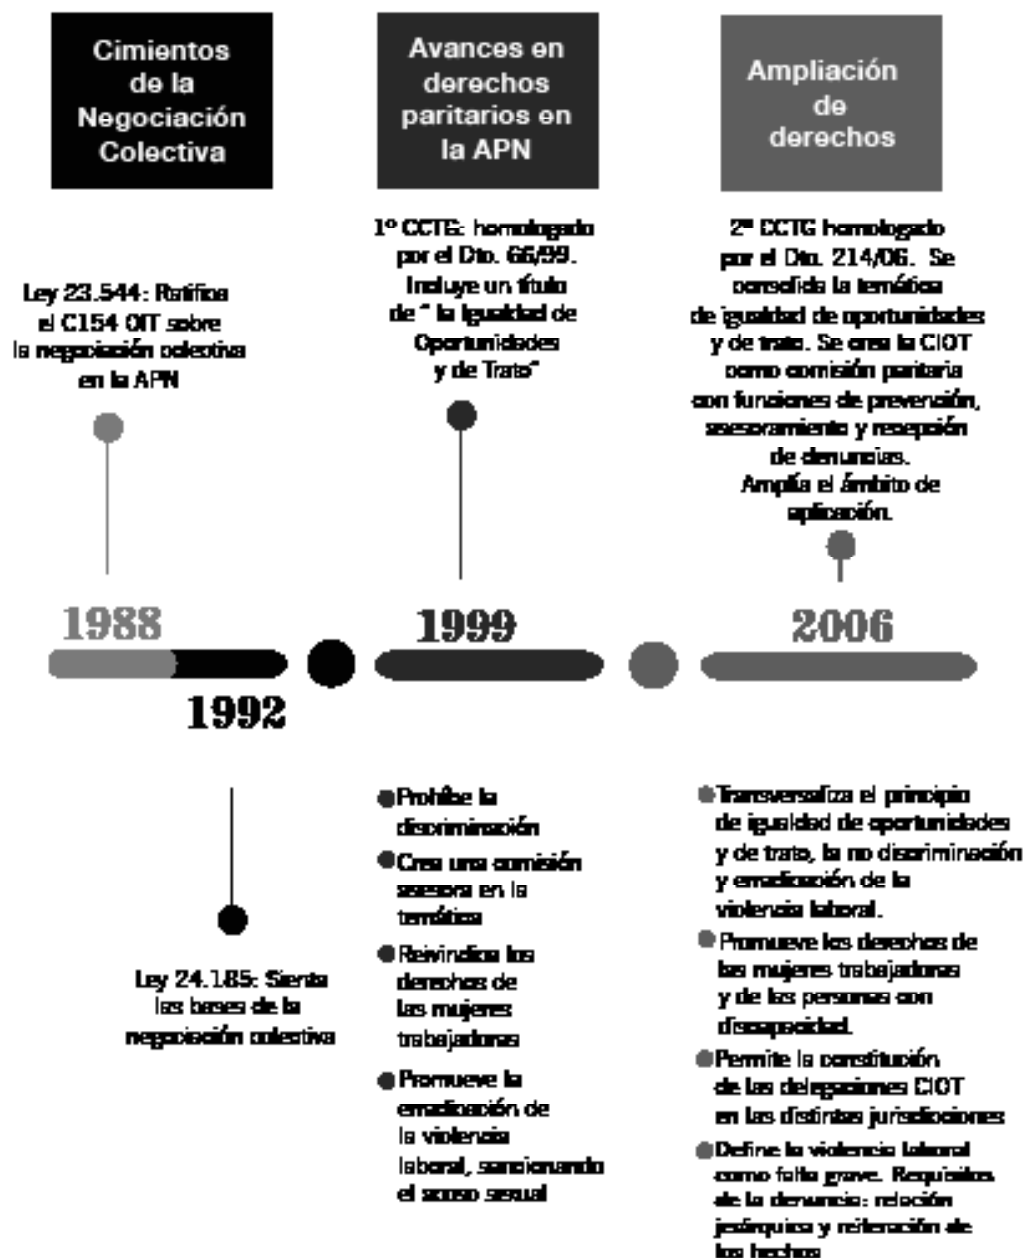 Cimientos
de la
Negociación
Colectiva
Ley 23.544: Ratifica
el C154 OIT sobre
la negociación colectiva
en la APN
1988
1992
Ley 24.185: Sienta
las bases de la
negociación colectiva
Avances en
derechos
paritarios en
la APN
1º CCTG: homologado
por el Dto. 66/99.
Incluye un título
de " la Igualdad de
Oportunidades
y de Trato"
1999
Prohíbe la
discriminación
Crea una comisión
asesora en la
temática
Reivindica los
derechos de
las mujeres
trabajadoras
Promueve la
erradicación de
la violencia
laboral, sancionando
el acoso sexual
Ampliación
de
derechos
2º CCTG homologado
por el Dto. 214/06. Se
consolida la temática
de igualdad de oportunidades
y de trato. Se crea la CIOT
como comisión paritaria
con funciones de prevención,
asesoramiento y recepción
de denuncias.
Amplía el ámbito de
aplicación.
2006
Transversaliza el principio
de igualdad de oportunidades
y de trato, la no discriminación
y erradicación de la
violencia laboral.
Promueve los derechos de
las mujeres trabajadoras
y de las personas con
discapacidad.
Permite la constitución
de las delegaciones CIOT
en las distintas jurisdicciones
Define la violencia laboral
como falta grave. Requisitos
de la denuncia: relación
jerárquica y reiteración de
los hechos